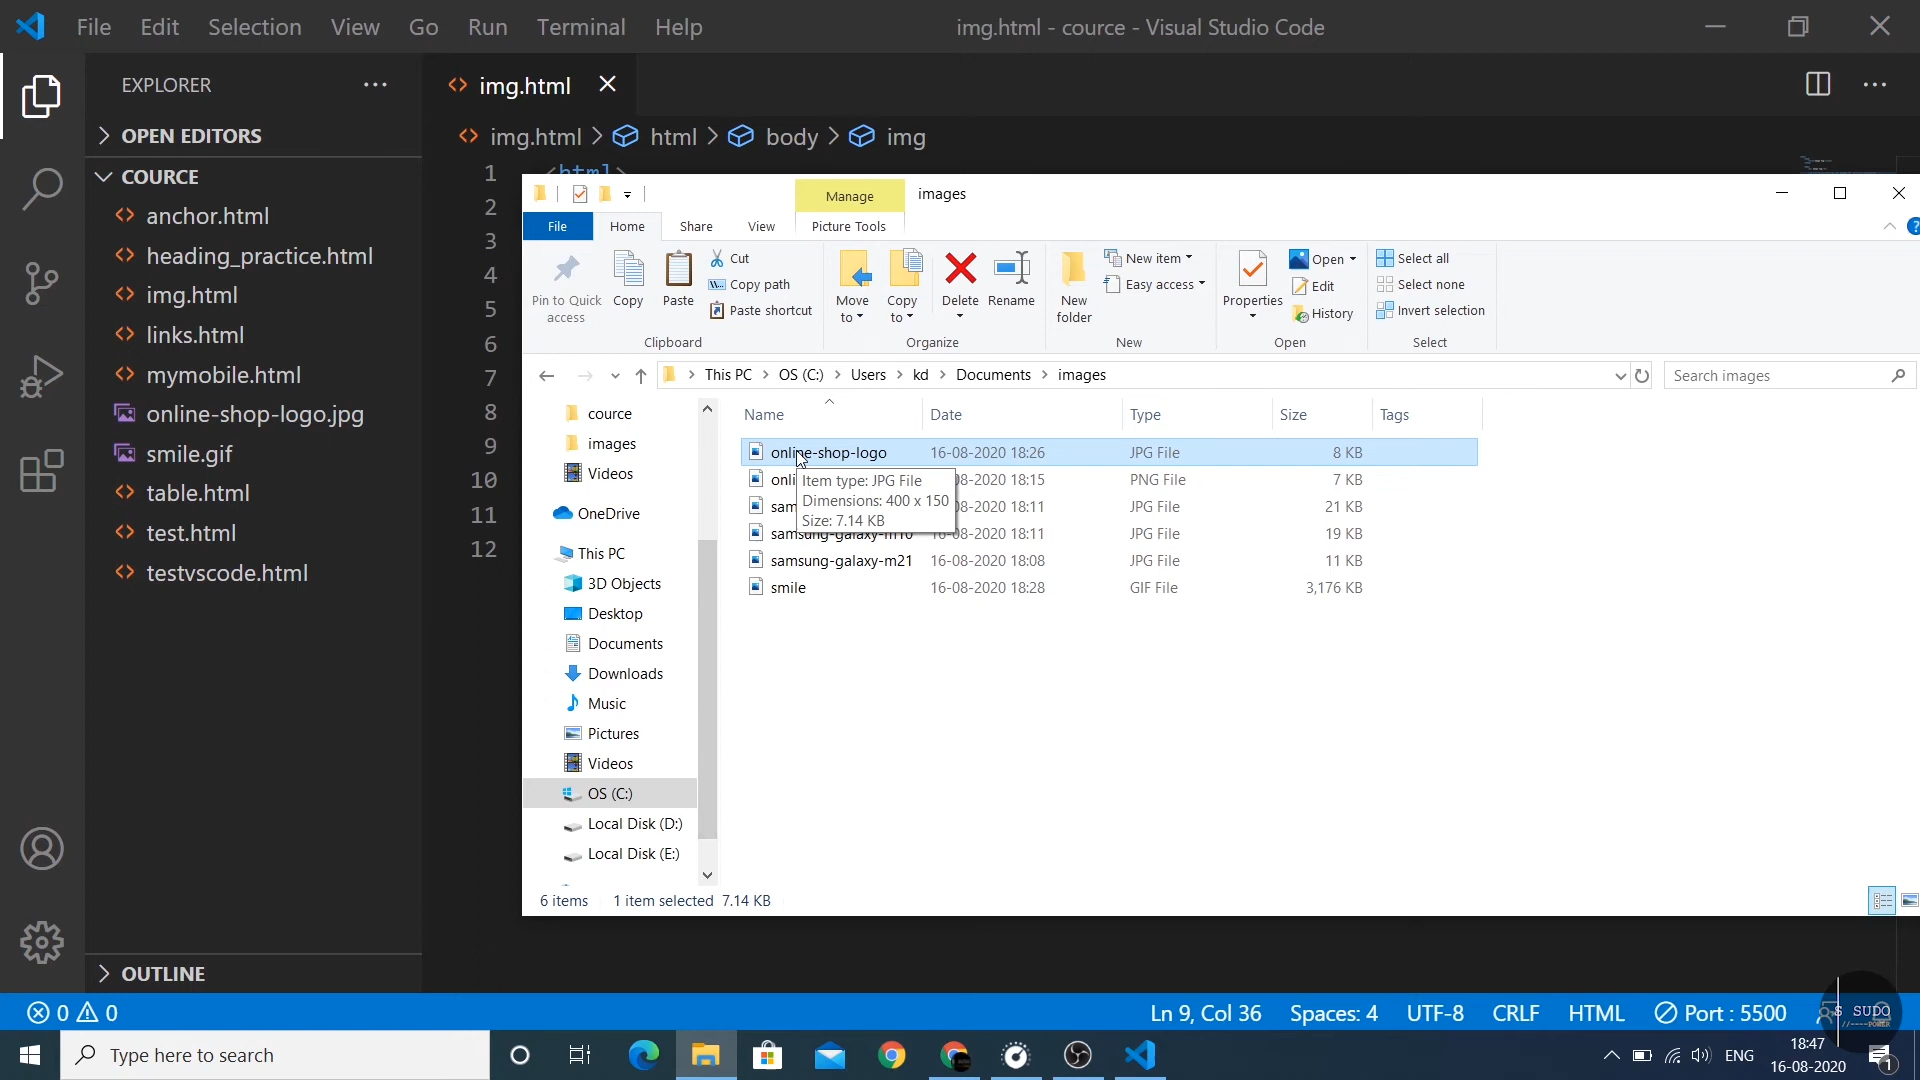 File Edit Selection View Go Run Terminal Help
img.html - cource - Visual Studio Code
EXPLORER
img.html
OPEN EDITORS
img.html > html > body > img
COURCE
anchor.html
heading_practice.html
img.html
links.html
mymobile.html
online-shop-logo.jpg
smile.gif
table.html
test.html
testvscode.html
OUTLINE
1 <html>
2
3
4
5
6
7
8
9
10
11
12
Manage images
File Home Share View Picture Tools
Pin to Quick access
Copy
Paste
Cut
Copy path
Paste shortcut
Clipboard
Move to
Copy to
Delete
Rename
Organize
New folder
New item
Easy access
New
Properties
Open
Edit
History
Open
Select all
Select none
Invert selection
Select
This PC > OS (C:) > Users > kd > Documents > images
Search images
cource
images
Videos
OneDrive
This PC
3D Objects
Desktop
Documents
Downloads
Music
Pictures
Videos
OS (C:)
Local Disk (D:)
Local Disk (E:)
Name Date Type Size Tags
online-shop-logo 16-08-2020 18:26 JPG File 8 KB
onli 08-2020 18:15 PNG File 7 KB
sam 08-2020 18:11 JPG File 21 KB
samsung-galaxy-m10 16-08-2020 18:11 JPG File 19 KB
samsung-galaxy-m21 16-08-2020 18:08 JPG File 11 KB
smile 16-08-2020 18:28 GIF File 3,176 KB
Item type: JPG File
Dimensions: 400 x 150
Size: 7.14 KB
6 items 1 item selected 7.14 KB
0 0
Ln 9, Col 36 Spaces: 4 UTF-8 CRLF HTML Port : 5500
S SUDO
//----POWER
Type here to search
ENG
18:47
16-08-2020
1